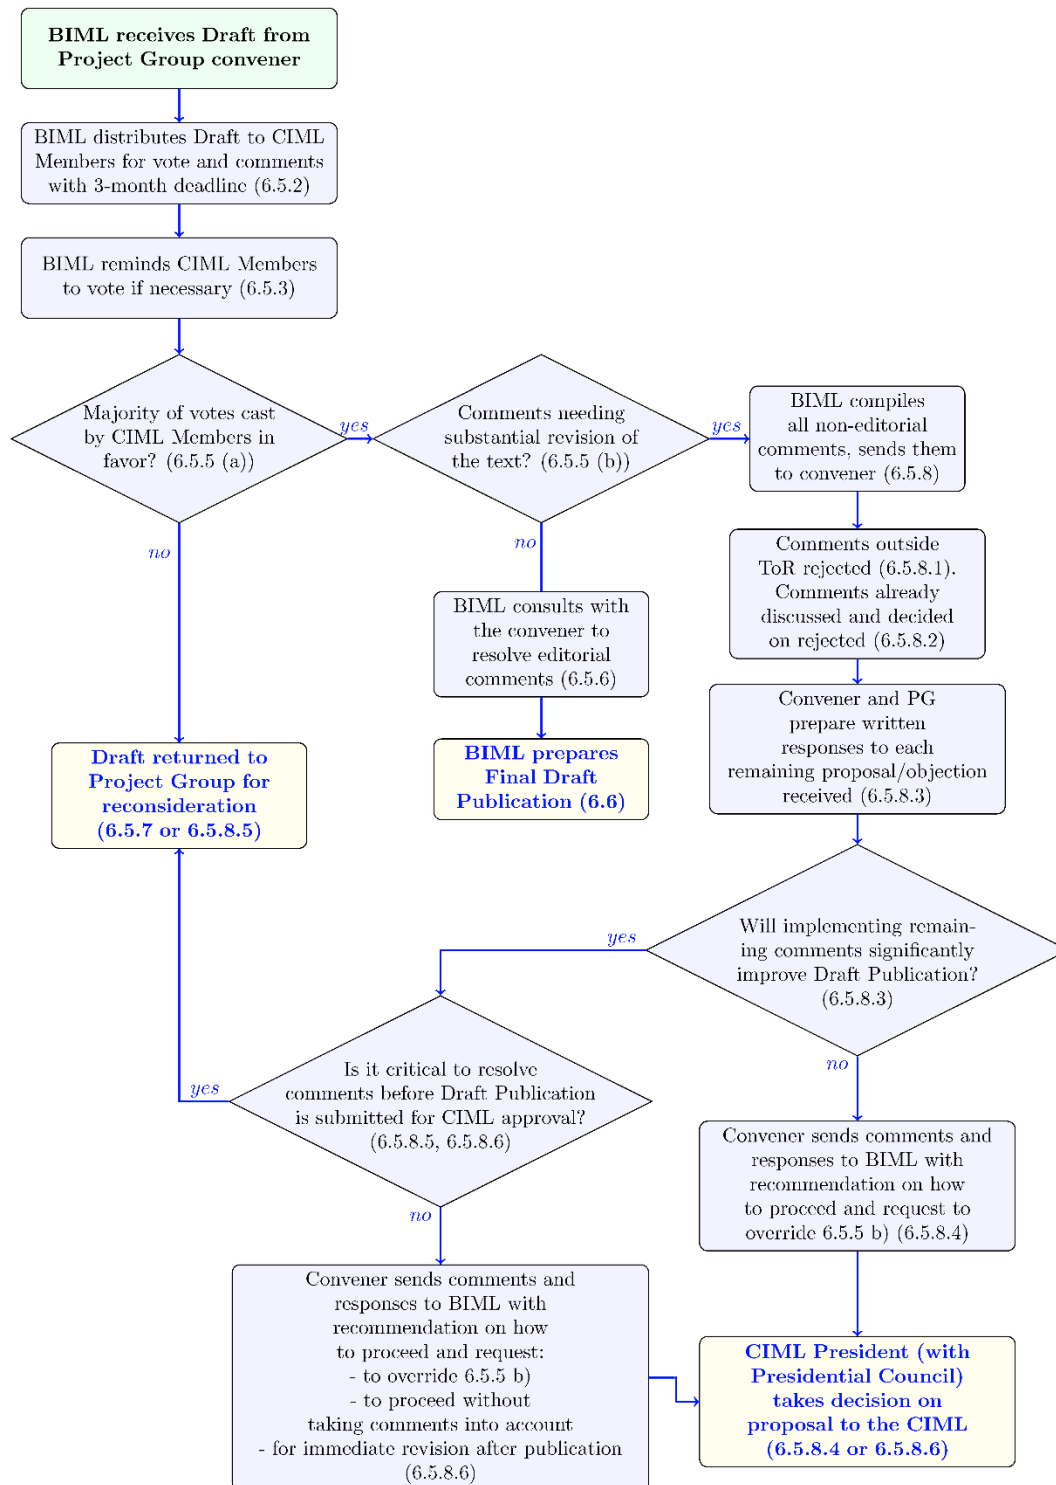 BIML receives Draft from
Project Group convener
BIML distributes Draft to CIML
Members for vote and comments
with 3-month deadline (6.5.2)
BIML reminds CIML Members
to vote if necessary (6.5.3)
Majority of votes cast
by CIML Members in
favor? (6.5.5 (a))
yes
Comments needing
substantial revision of
the text? (6.5.5 (b))
yes
BIML compiles
all non-editorial
comments, sends them
to convener (6.5.8)
no
no
Comments outside
ToR rejected (6.5.8.1).
Comments already
discussed and decided
on rejected (6.5.8.2)
BIML consults with
the convener to
resolve editorial
comments (6.5.6)
Convener and PG
prepare written
responses to each
remaining proposal/objection
received (6.5.8.3)
Draft returned to
Project Group for
reconsideration
(6.5.7 or 6.5.8.5)
BIML prepares
Final Draft
Publication (6.6)
Will implementing remain-
ing comments significantly
improve Draft Publication?
(6.5.8.3)
yes
no
Is it critical to resolve
comments before Draft Publication
is submitted for CIML approval?
(6.5.8.5, 6.5.8.6)
yes
no
Convener sends comments and
responses to BIML with
recommendation on how
to proceed and request to
override 6.5.5 b) (6.5.8.4)
Convener sends comments and
responses to BIML with
recommendation on how
to proceed and request:
- to override 6.5.5 b)
- to proceed without
taking comments into account
- for immediate revision after publication
(6.5.8.6)
CIML President (with
Presidential Council)
takes decision on
proposal to the CIML
(6.5.8.4 or 6.5.8.6)